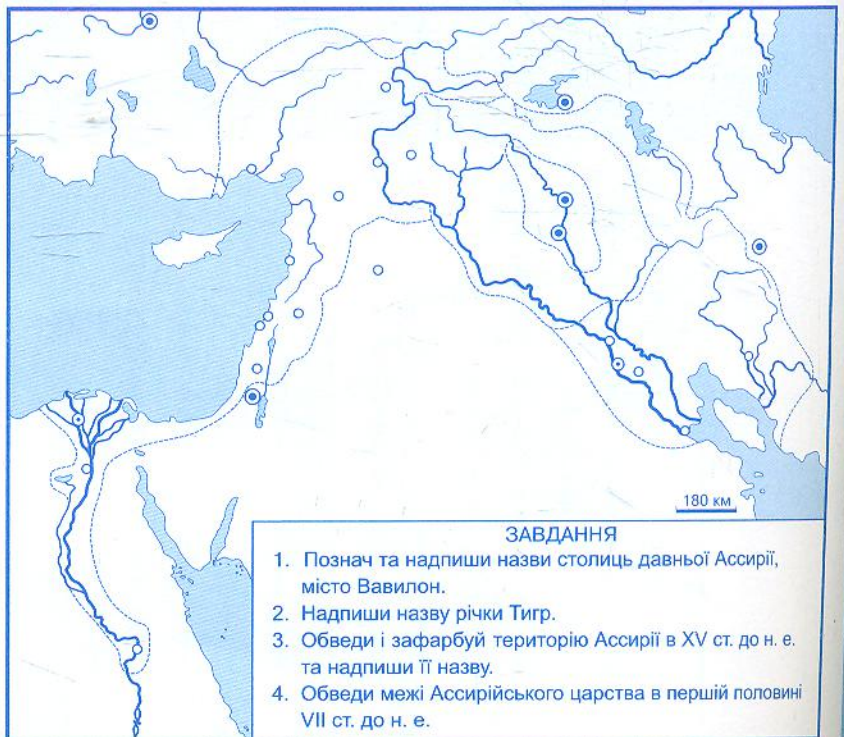 180 км
ЗАВДАННЯ
1. Познач та надпиши назви столиць давньої Ассирії,
місто Вавилон.
2. Надпиши назву річки Тигр.
3. Обведи і зафарбуй територію Ассирії в XV ст. до н. е.
та надпиши її назву.
4. Обведи межі Ассирійського царства в першій половині
VII ст. до н. е.